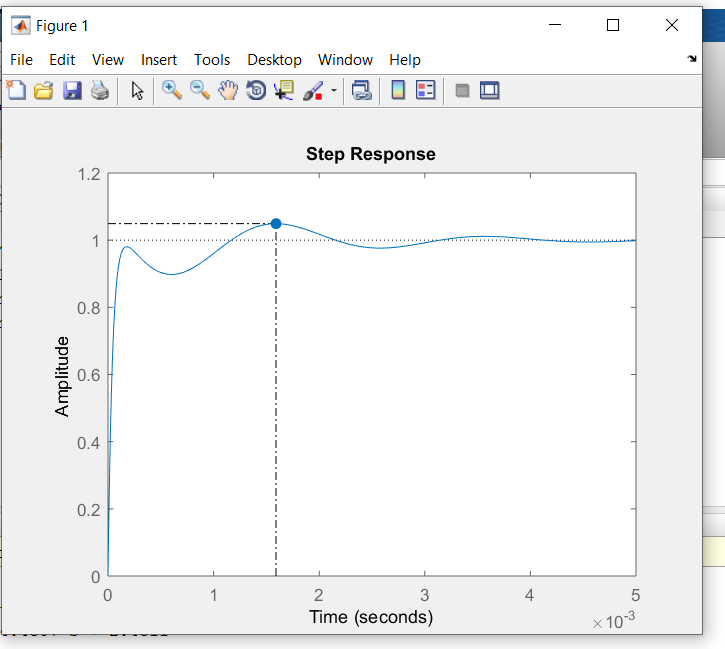 Figure 1
File Edit View Insert Tools Desktop Window Help
Step Response
1.2
1
0.8
0.6
0.4
0.2
0
Amplitude
0 1 2 3 4 5
Time (seconds)
×10⁻³